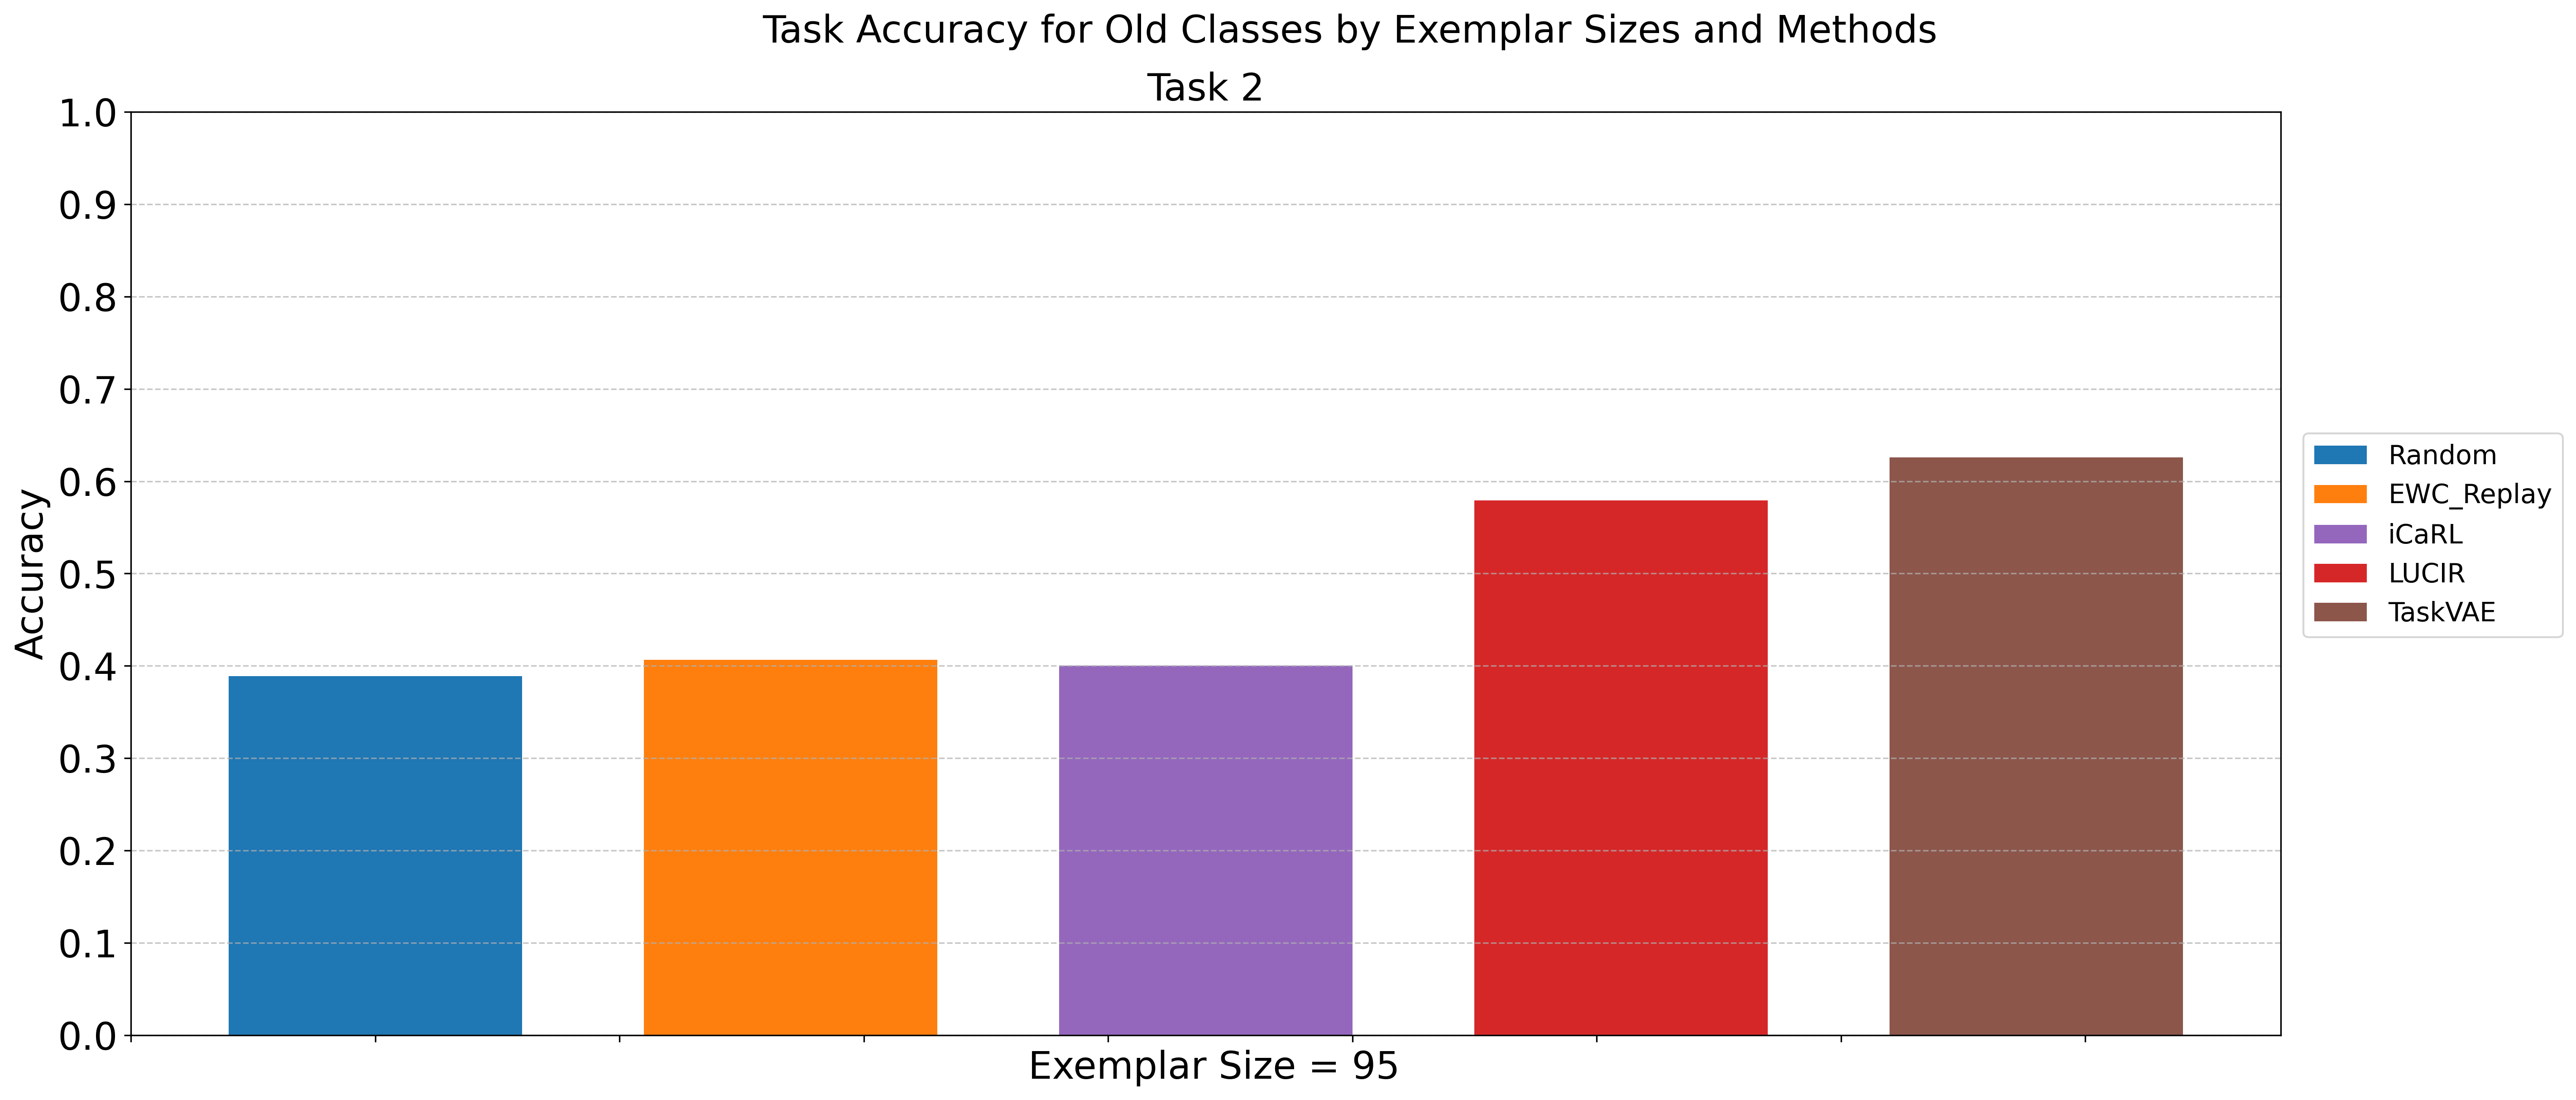 Task Accuracy for Old Classes by Exemplar Sizes and Methods
Task 2
1.0
0.9
0.8
0.7
0.6
0.5
0.4
0.3
0.2
0.1
0.0
Accuracy
Exemplar Size = 95
Random
EWC_Replay
iCaRL
LUCIR
TaskVAE